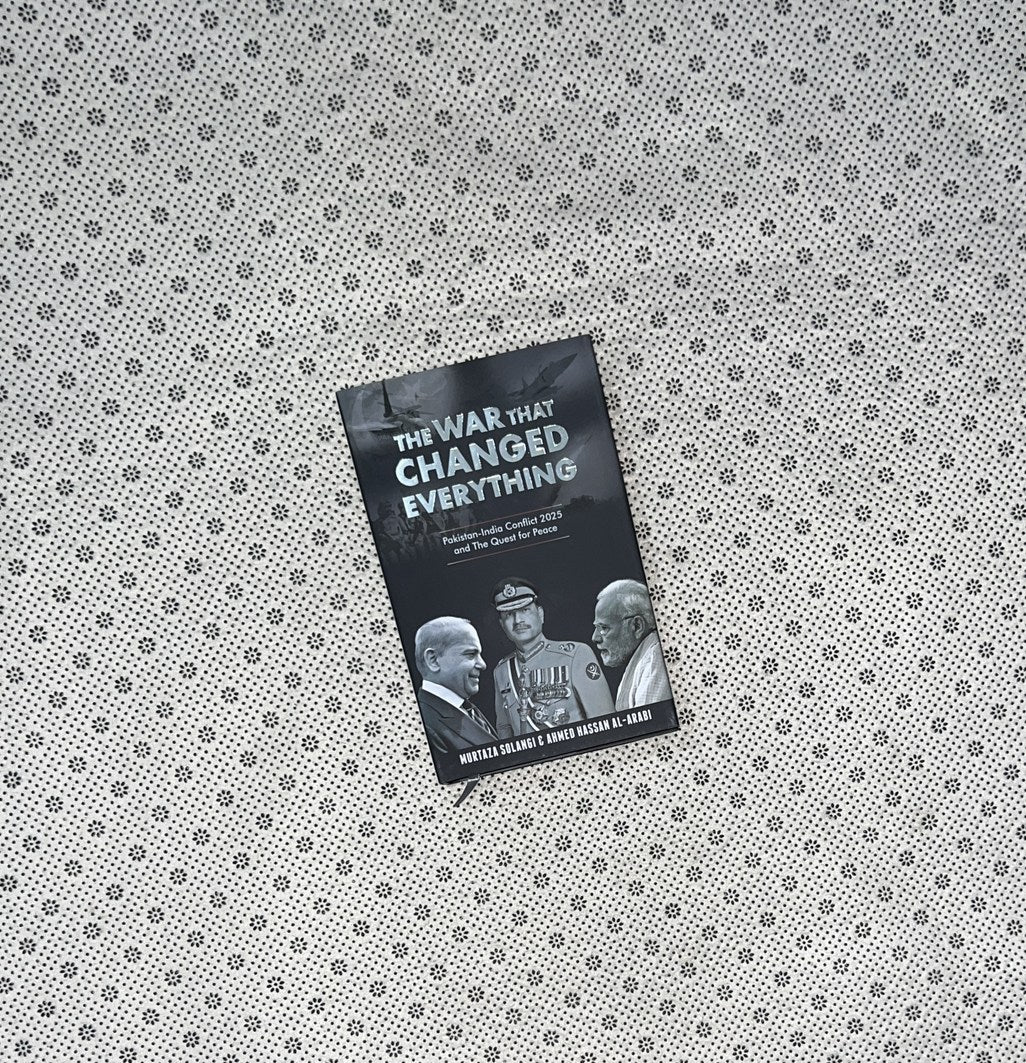 THE WAR THAT
CHANGED
EVERYTHING
Pakistan-India Conflict 2025
and The Quest for Peace
MURTAZA SOLANGI & AHMED HASSAN AL-ARABI